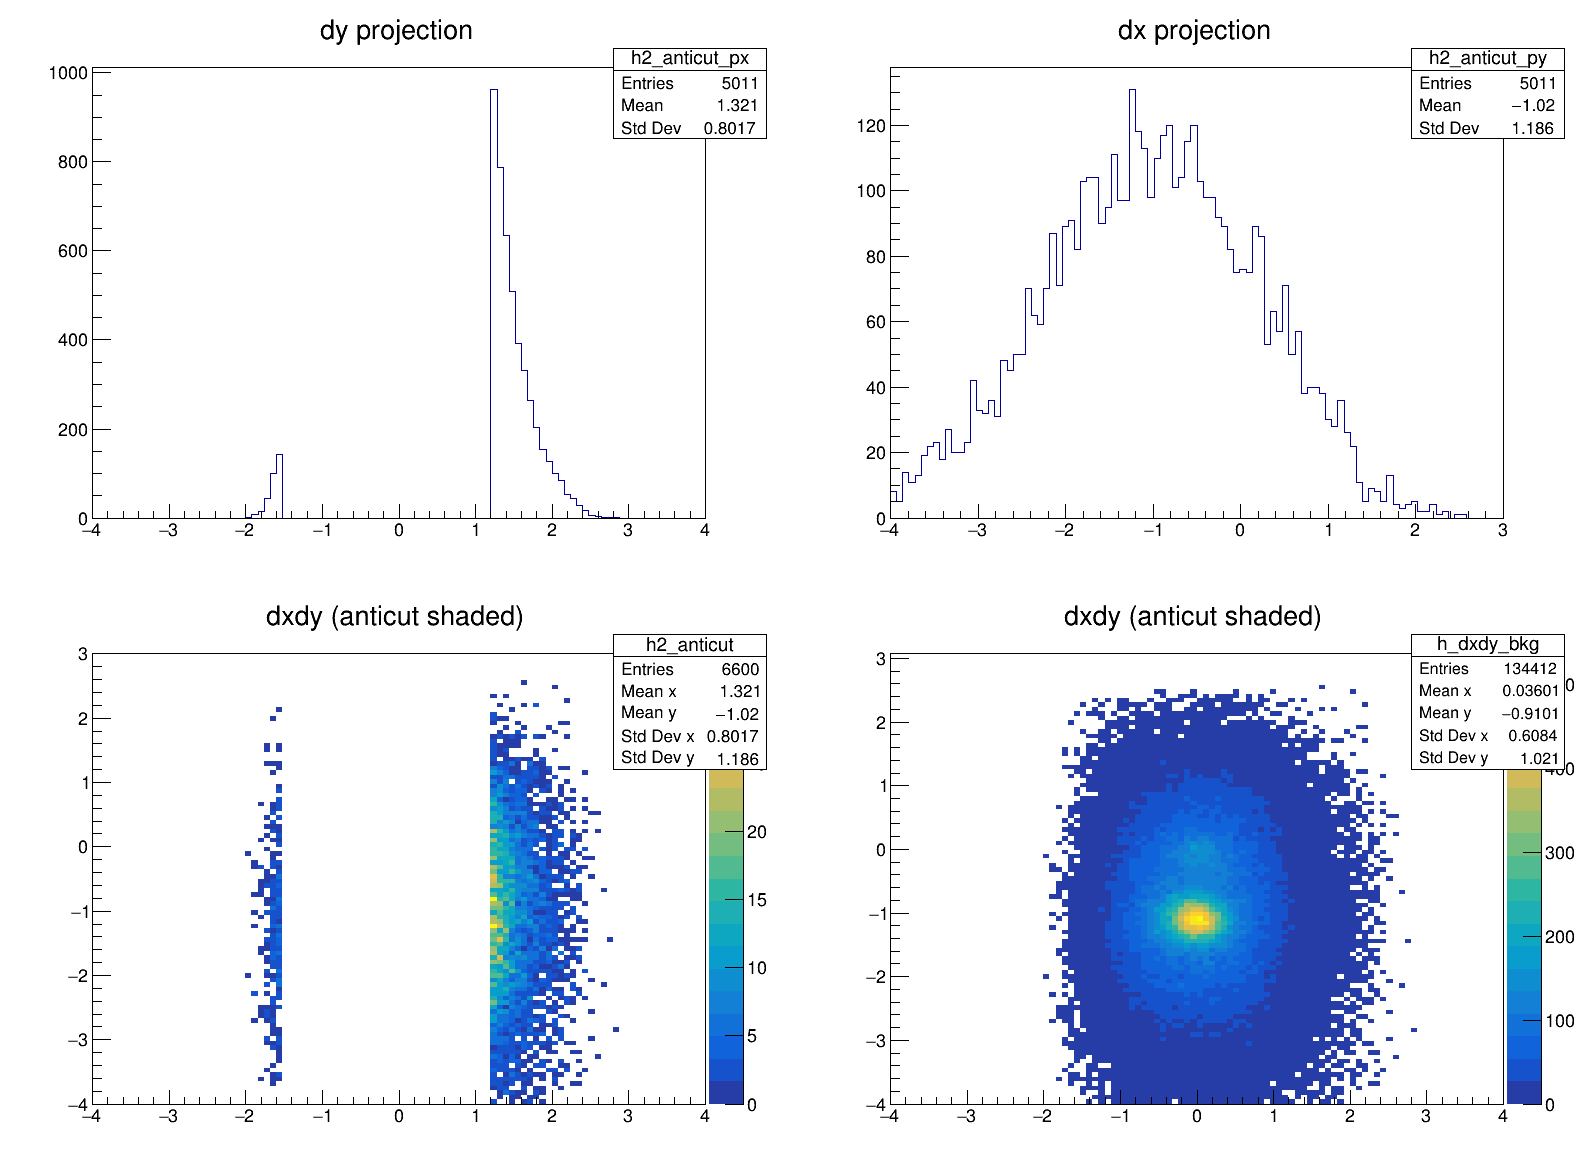 dy projection
h2_anticut_px
Entries 5011
Mean 1.321
Std Dev 0.8017
1000
800
600
400
200
0
−4 −3 −2 −1 0 1 2 3 4
dx projection
h2_anticut_py
Entries 5011
Mean −1.02
Std Dev 1.186
120
100
80
60
40
20
0
−4 −3 −2 −1 0 1 2 3
dxdy (anticut shaded)
h2_anticut
Entries 6600
Mean x 1.321
Mean y −1.02
Std Dev x 0.8017
Std Dev y 1.186
3
2
1
0
−1
−2
−3
−4
−4 −3 −2 −1 0 1 2 3 4
20
15
10
5
0
dxdy (anticut shaded)
h_dxdy_bkg
Entries 134412
Mean x 0.03601
Mean y −0.9101
Std Dev x 0.6084
Std Dev y 1.021
3
2
1
0
−1
−2
−3
−4
−4 −3 −2 −1 0 1 2 3 4
0
400
300
200
100
0